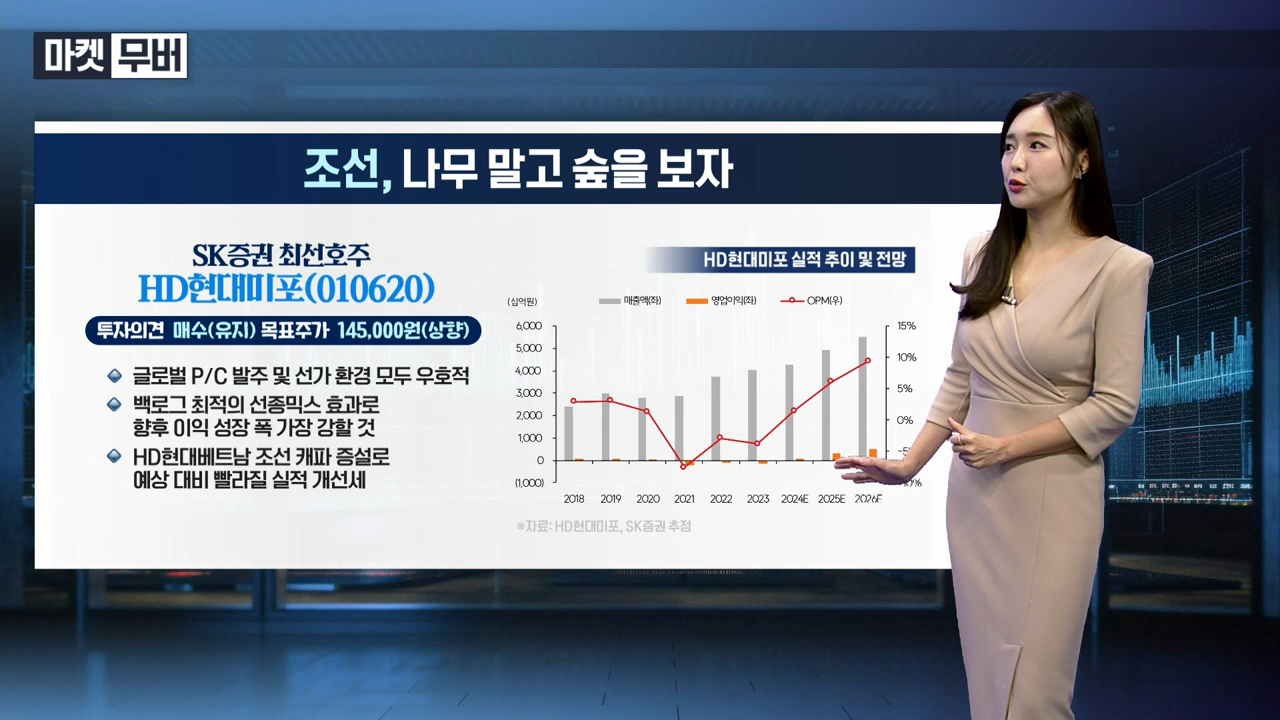 마켓 무버
조선, 나무 말고 숲을 보자
SK증권 최선호주
HD현대미포(010620)
투자의견 매수(유지) 목표주가 145,000원(상향)
글로벌 P/C 발주 및 선가 환경 모두 우호적
백로그 최적의 선종믹스 효과로
향후 이익 성장 폭 가장 강할 것
HD현대베트남 조선 캐파 증설로
예상 대비 빨라질 실적 개선세
HD현대미포 실적 추이 및 전망
(십억원)
매출액(좌) 영업이익(좌) OPM(우)
6,000
5,000
4,000
3,000
2,000
1,000
0
(1,000)
15%
10%
5%
0%
2018 2019 2020 2021 2022 2023 2024E 2025E 2026E
※자료: HD현대미포, SK증권 추정